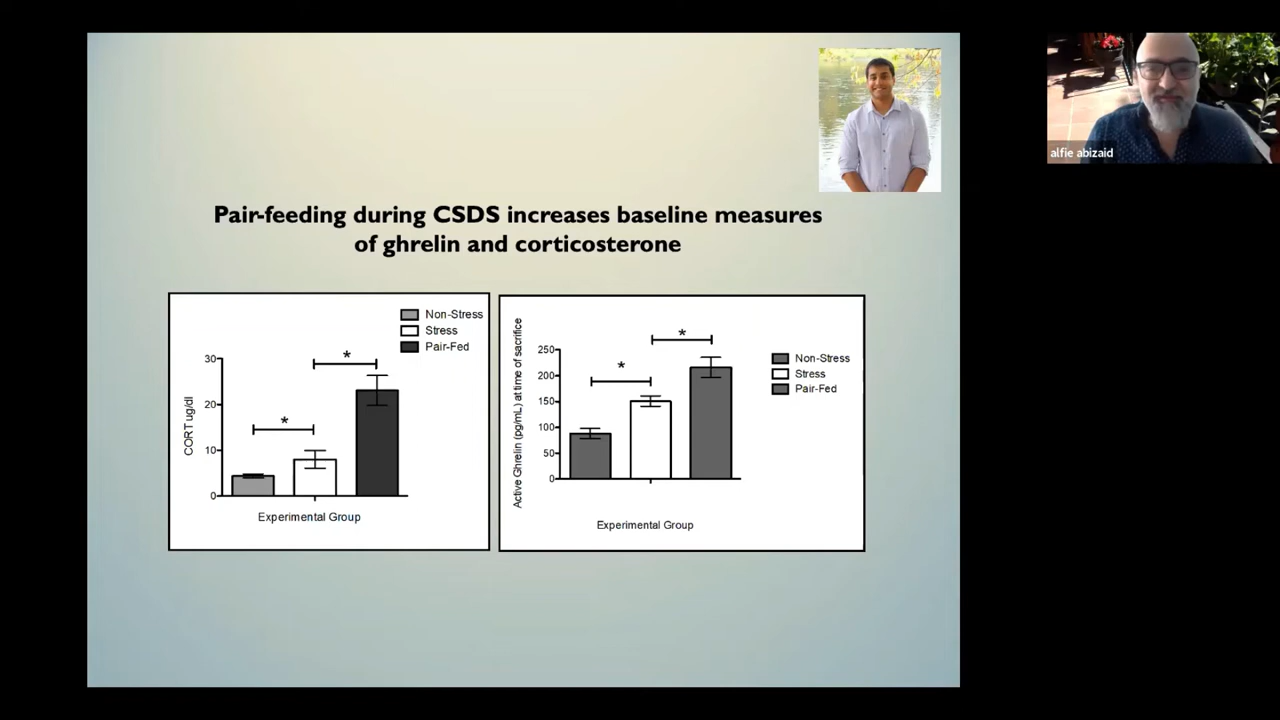 alfie abizaid
Pair-feeding during CSDS increases baseline measures
of ghrelin and corticosterone
Non-Stress
Stress
Pair-Fed
*
*
30
20
10
0
CORT ug/dl
Experimental Group
*
*
250
200
150
100
50
0
Active Ghrelin (pg/mL) at time of sacrifice
Non-Stress
Stress
Pair-Fed
Experimental Group